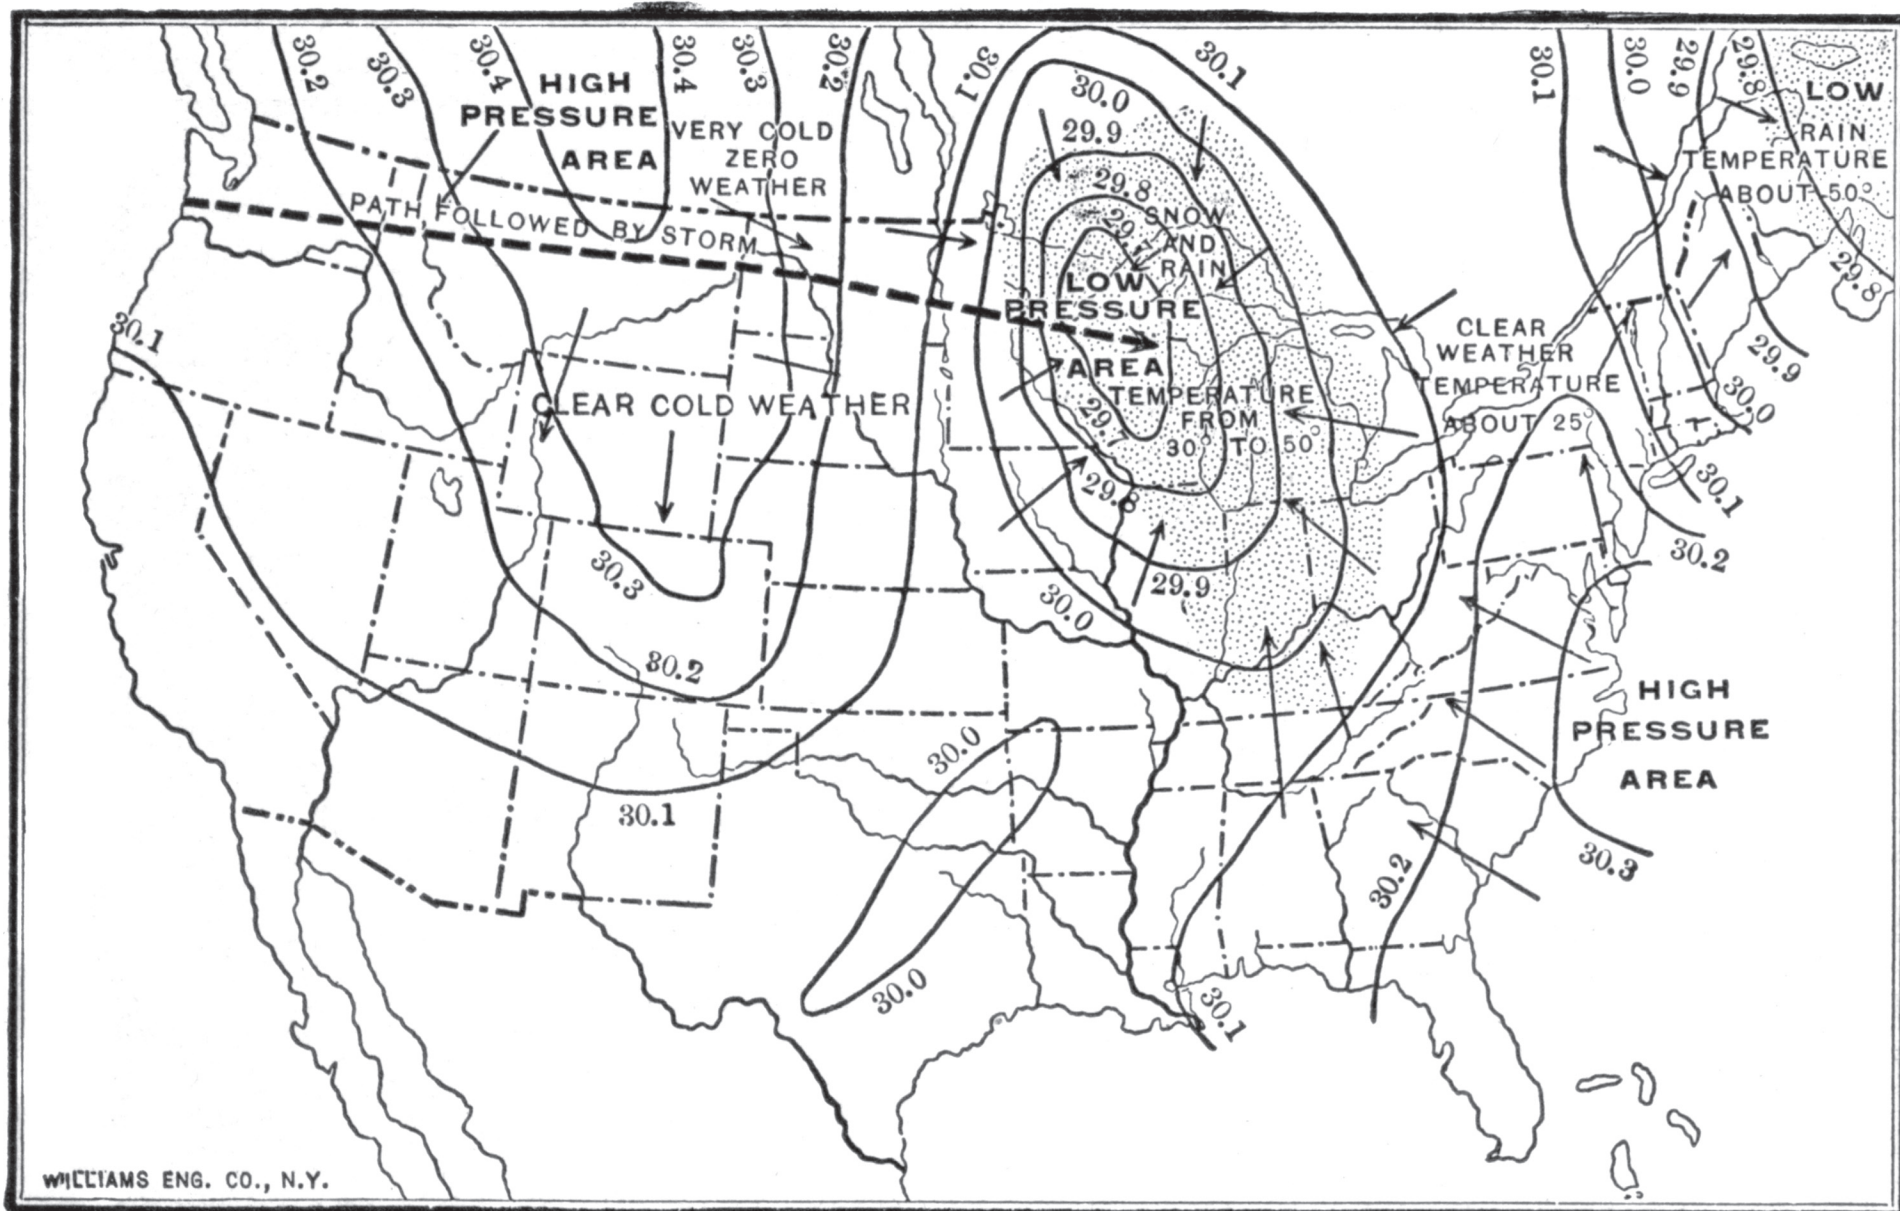 30.2
30.3
30.4
30.4
30.3
30.2
30.1
30.1
30.1
30.0
29.9
29.8
HIGH
PRESSURE
AREA
VERY COLD
ZERO
WEATHER
PATH FOLLOWED BY STORM
30.0
29.9
29.8
29.7
SNOW
AND
RAIN
LOW
PRESSURE
AREA
TEMPERATURE
FROM
30° TO 50°
29.7
29.8
29.9
30.0
LOW
RAIN
TEMPERATURE
ABOUT 50°
29.8
29.9
30.0
30.1
30.2
CLEAR
WEATHER
TEMPERATURE
ABOUT 25°
30.1
CLEAR COLD WEATHER
30.3
30.2
30.1
30.0
30.0
HIGH
PRESSURE
AREA
30.3
30.2
30.1
WILLIAMS ENG. CO., N.Y.